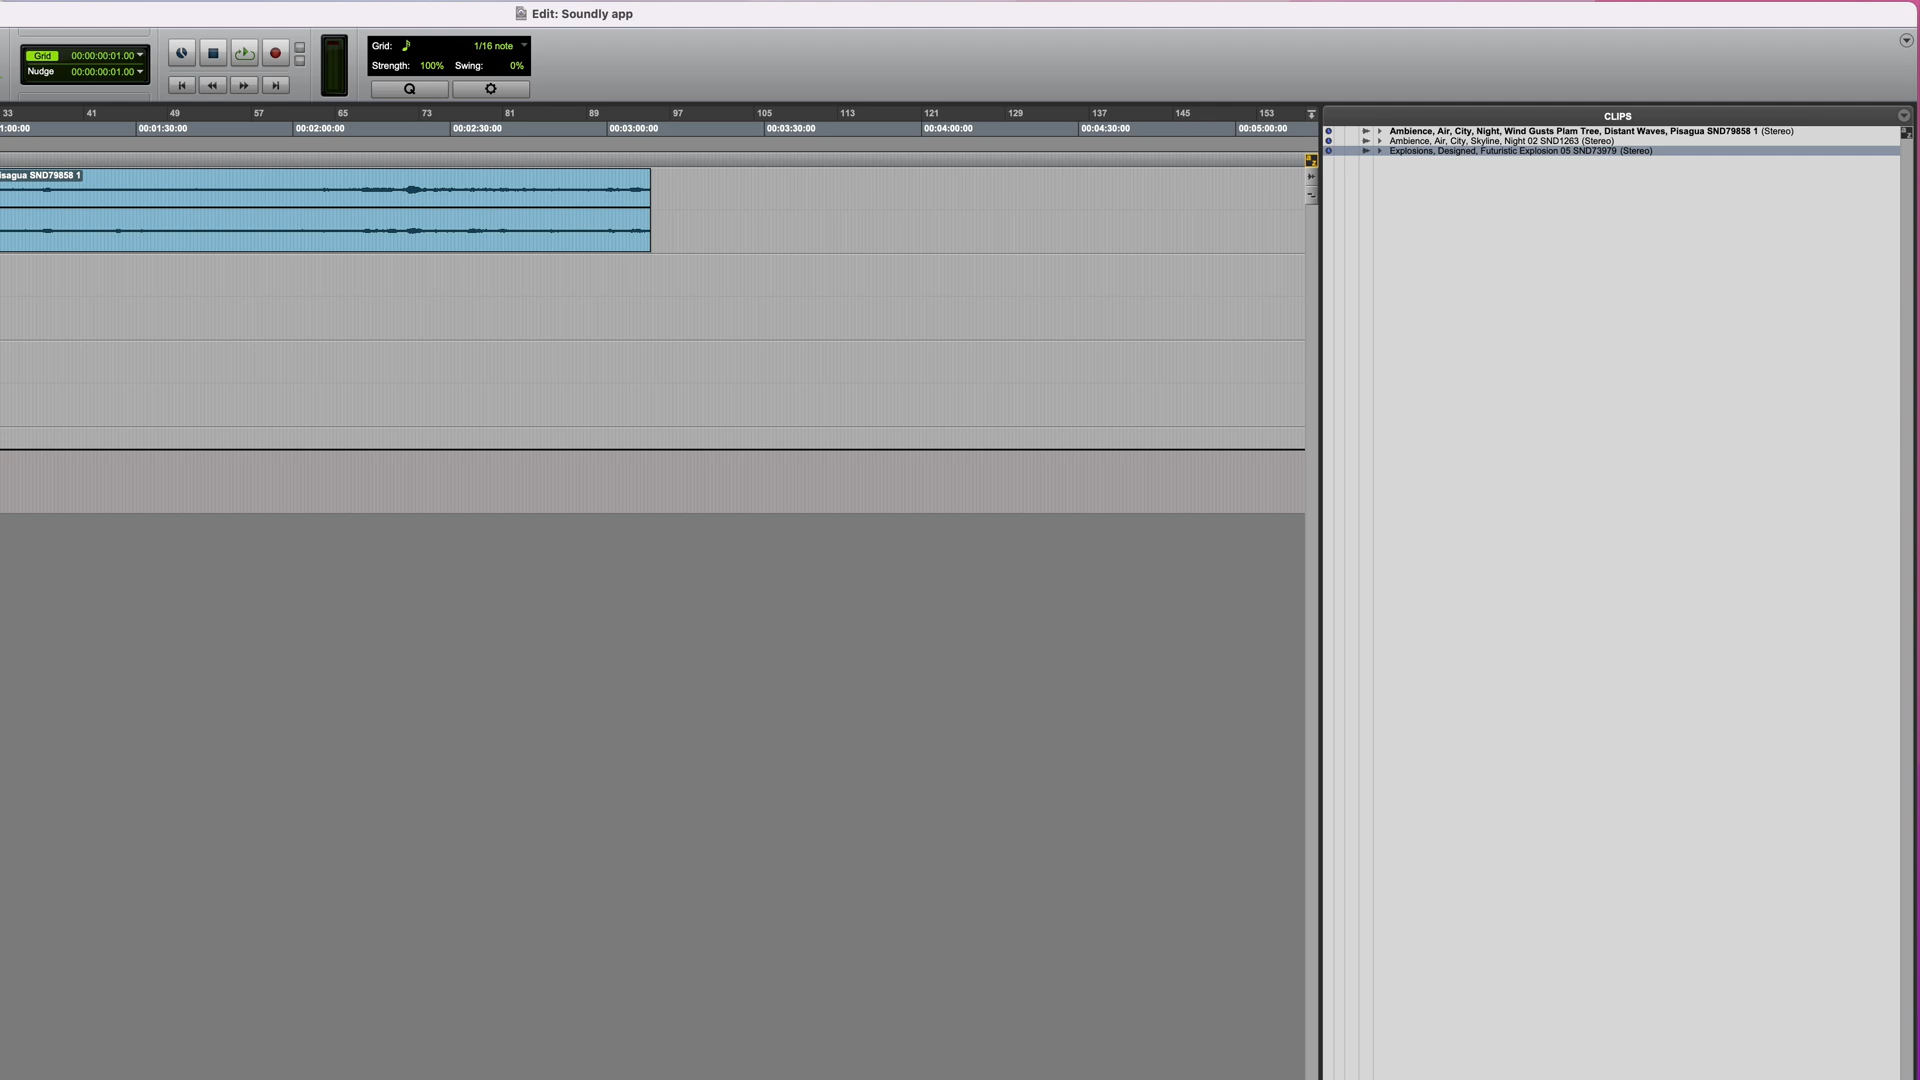 Edit: Soundly app
Grid 00:00:00:01.00
Nudge 00:00:00:01.00
Grid: 1/16 note
Strength: 100% Swing: 0%
Q
33 41 49 57 65 73 81 89 97 105 113 121 129 137 145 153
1:00:00 00:01:30:00 00:02:00:00 00:02:30:00 00:03:00:00 00:03:30:00 00:04:00:00 00:04:30:00 00:05:00:00
isagua SND79858 1
CLIPS
Ambience, Air, City, Night, Wind Gusts Plam Tree, Distant Waves, Pisagua SND79858 1 (Stereo)
Ambience, Air, City, Skyline, Night 02 SND1263 (Stereo)
Explosions, Designed, Futuristic Explosion 05 SND73979 (Stereo)